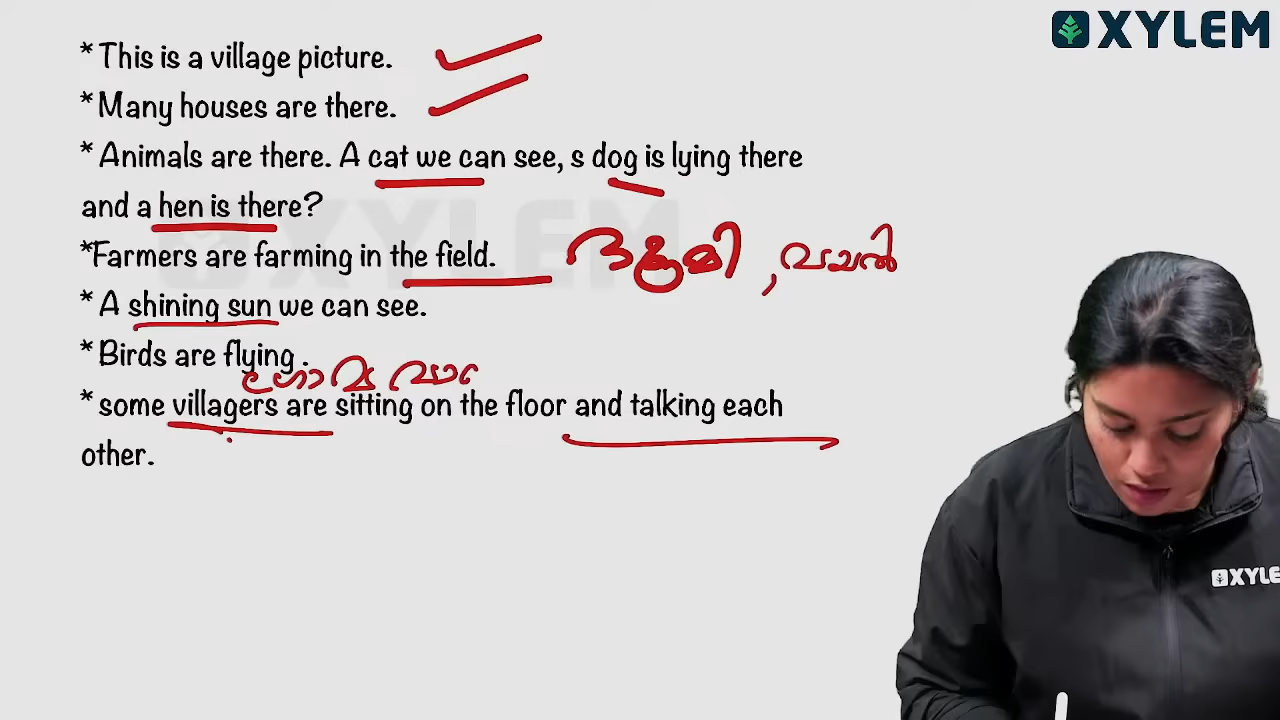 XYLEM
* This is a village picture.
* Many houses are there.
* Animals are there. A cat we can see, s dog is lying there
and a hen is there?
*Farmers are farming in the field. , വയൽ
* A shining sun we can see.
* Birds are flying .
* some villagers are sitting on the floor and talking each
other.
XYLEM